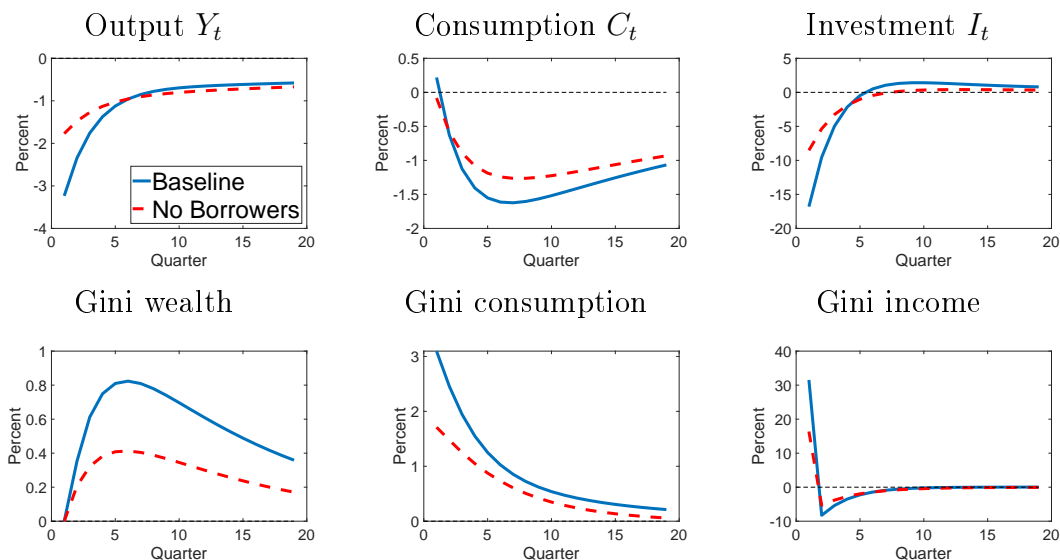 Output Y_t
0
-1
-2
-3
-4
Percent
Baseline
No Borrowers
0 5 10 15 20
Quarter
Consumption C_t
0.5
0
-0.5
-1
-1.5
-2
Percent
0 5 10 15 20
Quarter
Investment I_t
5
0
-5
-10
-15
-20
Percent
0 5 10 15 20
Quarter
Gini wealth
1
0.8
0.6
0.4
0.2
0
Percent
0 5 10 15 20
Quarter
Gini consumption
3
2
1
0
Percent
0 5 10 15 20
Quarter
Gini income
40
30
20
10
0
-10
Percent
0 5 10 15 20
Quarter